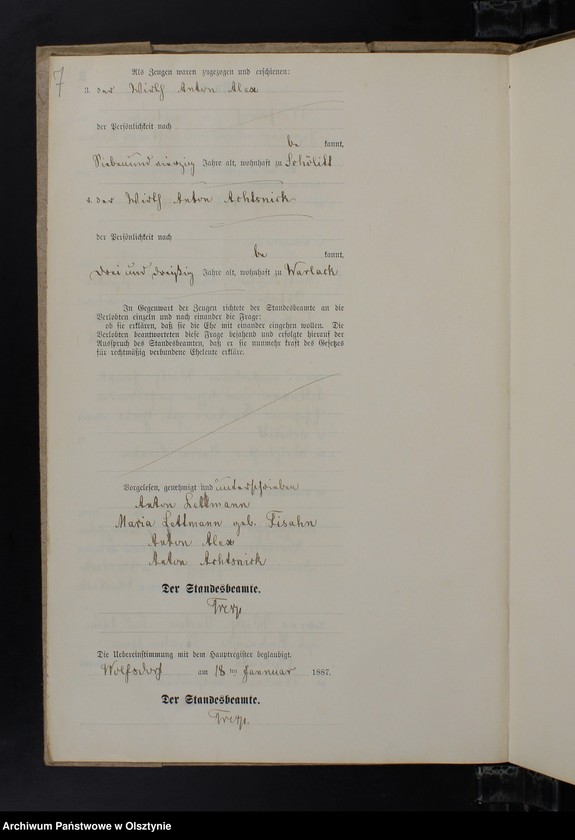 7
Als Zeugen waren zugezogen und erschienen:
3. der Wirth Anton Alex
der Persönlichkeit nach
be kannt,
Siebenundvierzig Jahre alt, wohnhaft zu Schölitt
4. der Wirth Anton Achtsnick
der Persönlichkeit nach
be kannt,
drei und dreißig Jahre alt, wohnhaft zu Warlack
In Gegenwart der Zeugen richtete der Standesbeamte an die
Verlobten einzeln und nach einander die Frage:
ob sie erklären, daß sie die Ehe mit einander eingehen wollen. Die
Verlobten beantworteten diese Frage bejahend und erfolgte hierauf der
Ausspruch des Standesbeamten, daß er sie nunmehr kraft des Gesetzes
für rechtmäßig verbundene Eheleute erkläre.
Vorgelesen, genehmigt und unterschrieben
Anton Lettmann
Maria Lettmann geb. Fisahn
Anton Alex
Anton Achtsnick
Der Standesbeamte.
Die Uebereinstimmung mit dem Hauptregister beglaubigt.
Wolfsdorf am 18 ten Januar 1887.
Der Standesbeamte.
Archiwum Państwowe w Olsztynie